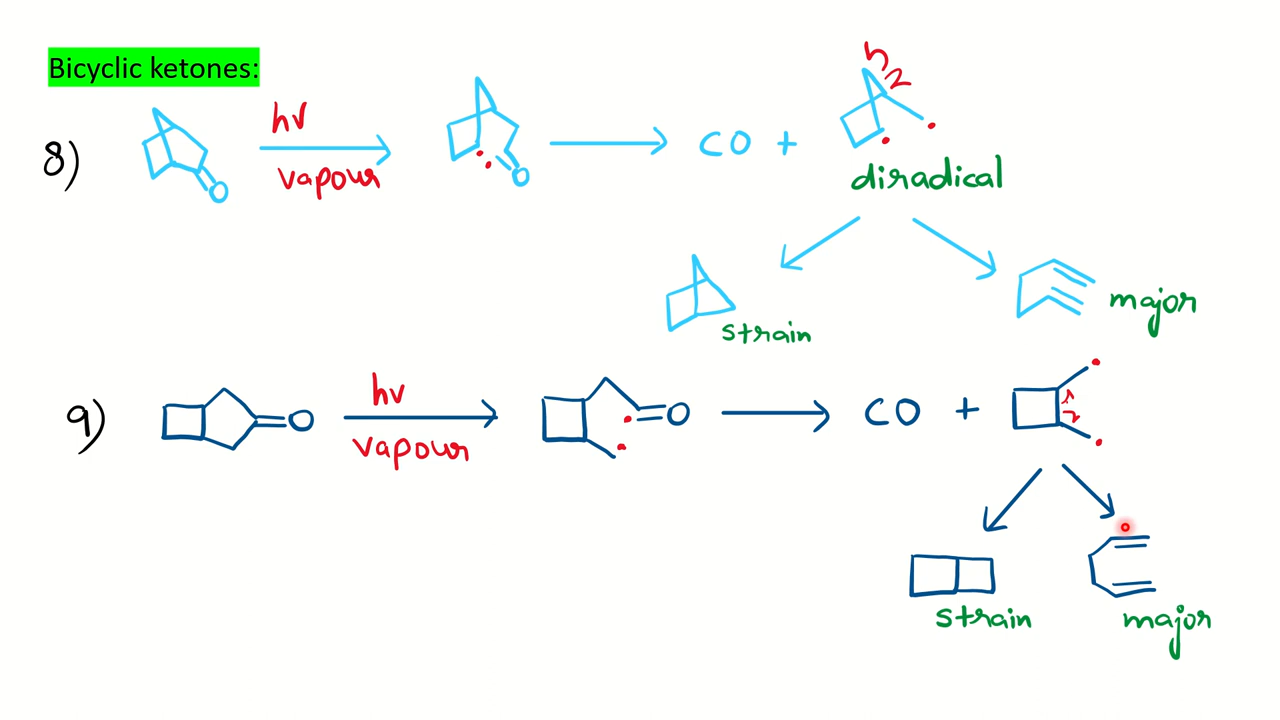 Bicyclic ketones:
8)
hν
vapour
O
O
CO +
diradical
strain
major
9)
O
hν
vapour
O
CO +
strain
major